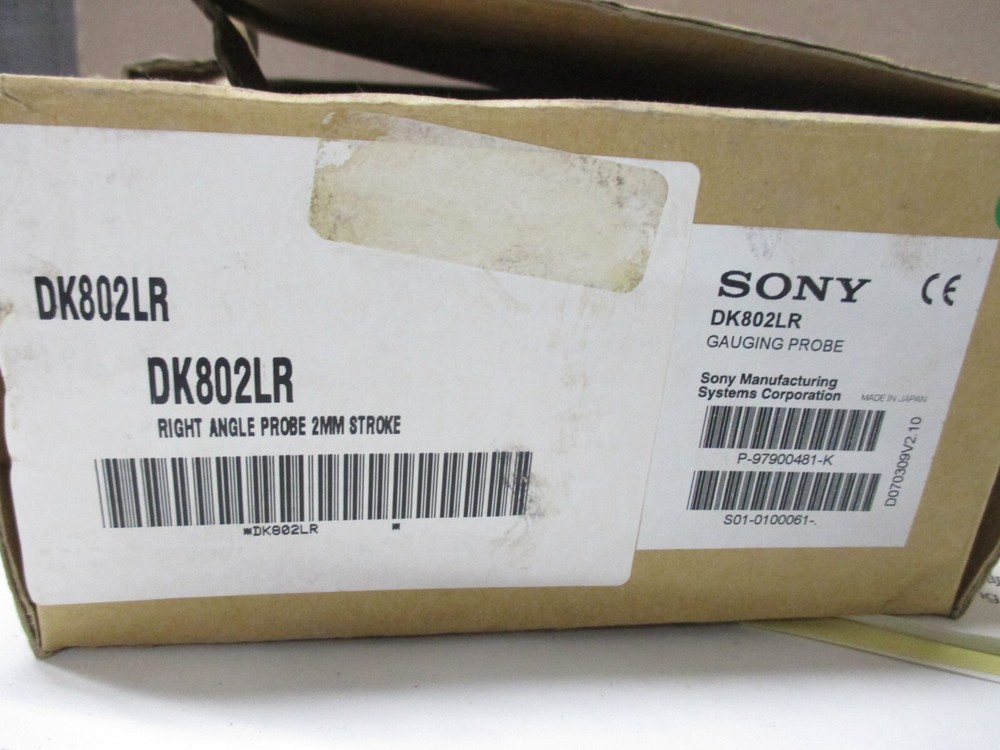 DK802LR
DK802LR
RIGHT ANGLE PROBE 2MM STROKE
*DK802LR *
SONY CE
DK802LR
GAUGING PROBE
Sony Manufacturing
Systems Corporation MADE IN JAPAN
P-97900481-K
S01-0100061-.
D070309V2.10